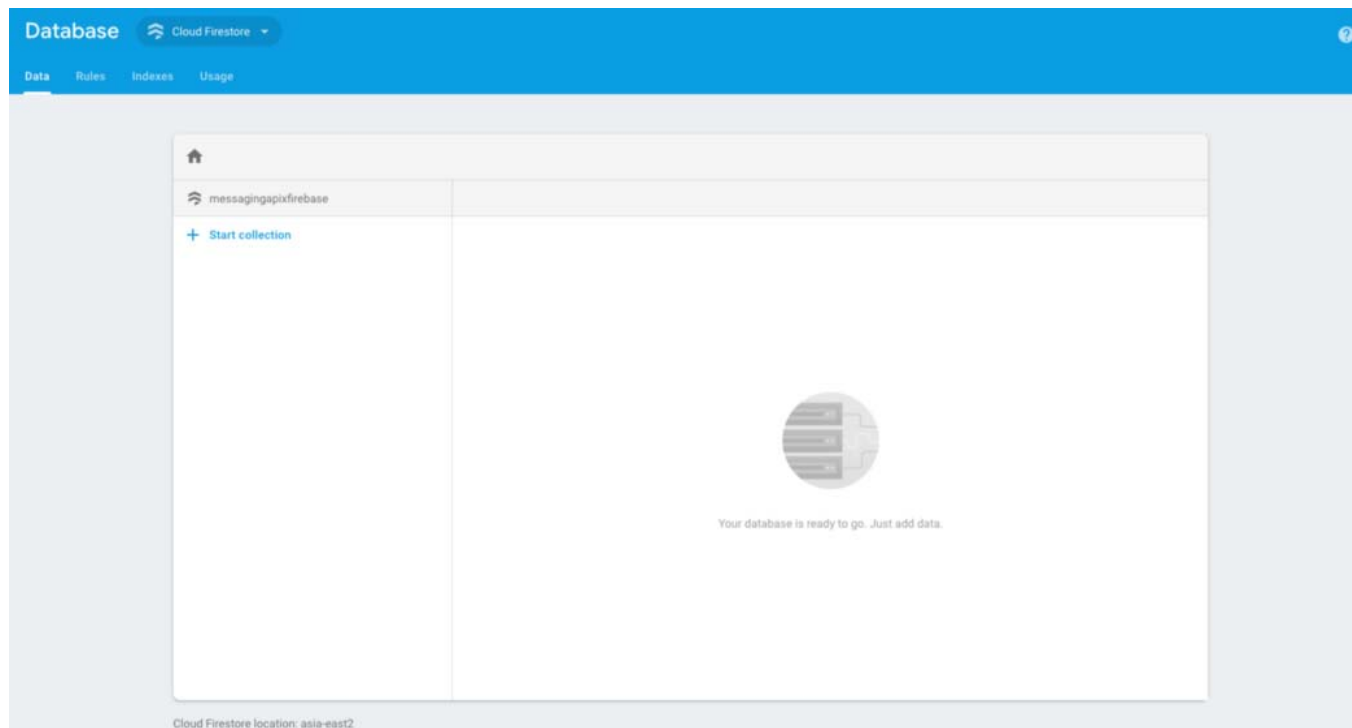 Database Cloud Firestore
Data Rules Indexes Usage
messagingapixfirebase
+ Start collection
Your database is ready to go. Just add data.
Cloud Firestore location: asia-east2